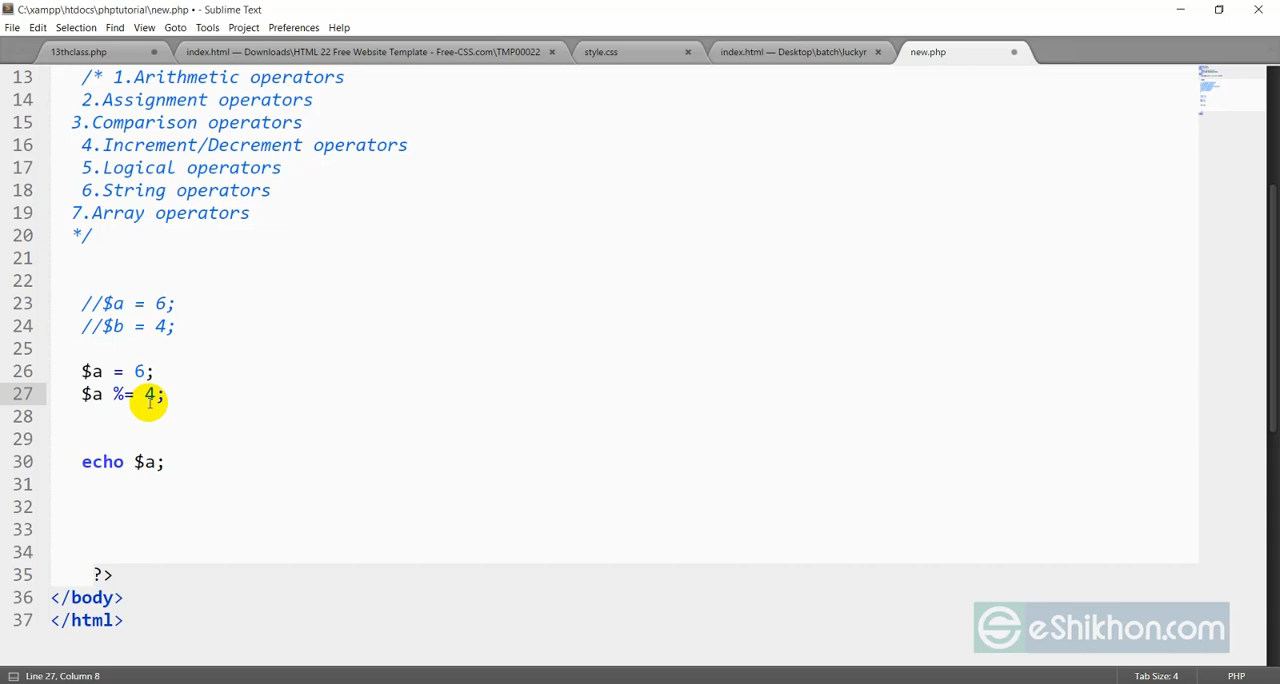 C:\xampp\htdocs\phptutorial\new.php • - Sublime Text
File Edit Selection Find View Goto Tools Project Preferences Help
13thclass.php index.html — Downloads\HTML 22 Free Website Template - Free-CSS.com\TMP00022 style.css index.html — Desktop\batch\luckyr new.php
13 /* 1.Arithmetic operators
14 2.Assignment operators
15 3.Comparison operators
16 4.Increment/Decrement operators
17 5.Logical operators
18 6.String operators
19 7.Array operators
20 */
21
22
23 //$a = 6;
24 //$b = 4;
25
26 $a = 6;
27 $a %= 4;
28
29
30 echo $a;
31
32
33
34
35 ?>
36 </body>
37 </html>
eShikhon.com
Line 27, Column 8 Tab Size: 4 PHP